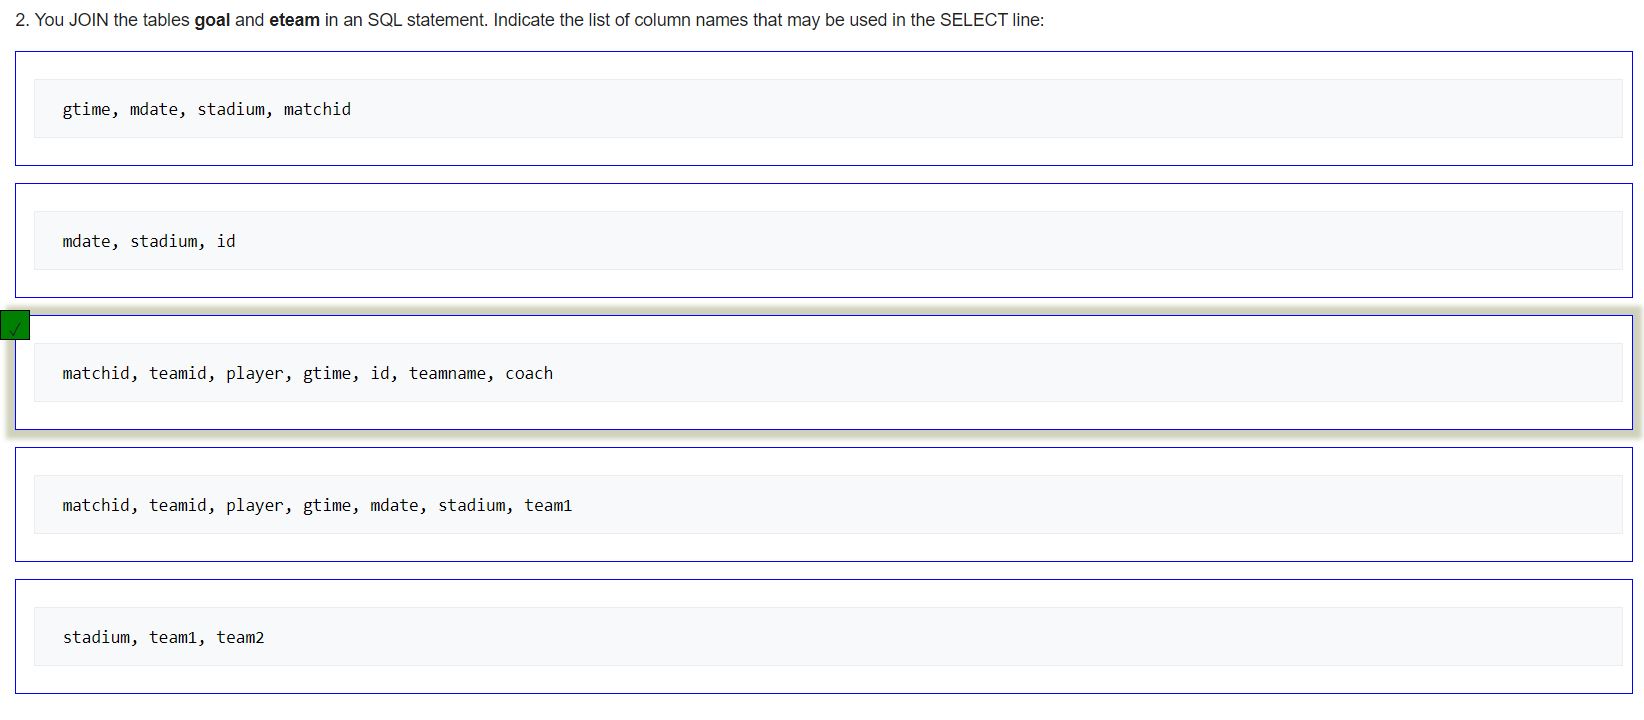 2. You JOIN the tables goal and eteam in an SQL statement. Indicate the list of column names that may be used in the SELECT line:
gtime, mdate, stadium, matchid
mdate, stadium, id
✓
matchid, teamid, player, gtime, id, teamname, coach
matchid, teamid, player, gtime, mdate, stadium, team1
stadium, team1, team2